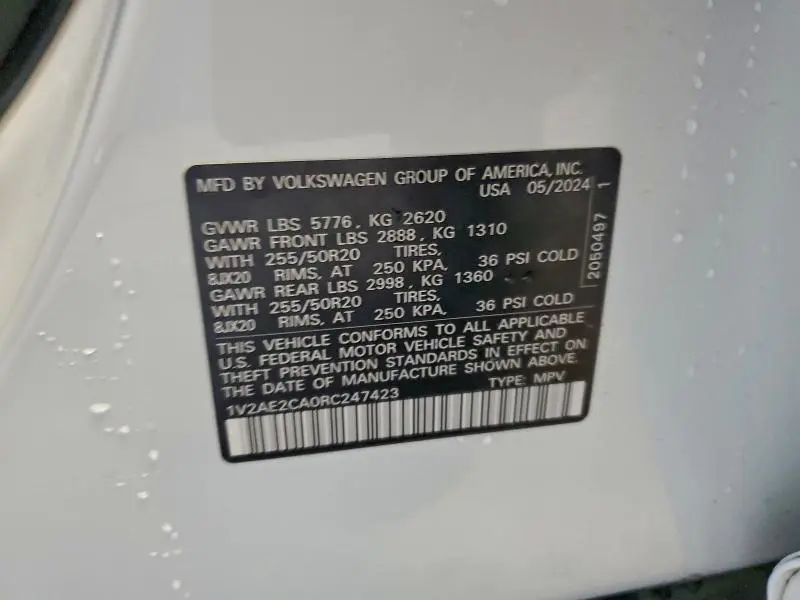 MFD BY VOLKSWAGEN GROUP OF AMERICA, INC.
USA 05/2024
GVWR LBS 5776, KG 2620
GAWR FRONT LBS 2888, KG 1310
WITH 255/50R20 TIRES,
8JX20 RIMS, AT 250 KPA, 36 PSI COLD
GAWR REAR LBS 2998, KG 1360
WITH 255/50R20 TIRES,
8JX20 RIMS, AT 250 KPA, 36 PSI COLD
THIS VEHICLE CONFORMS TO ALL APPLICABLE
U.S. FEDERAL MOTOR VEHICLE SAFETY AND
THEFT PREVENTION STANDARDS IN EFFECT ON
THE DATE OF MANUFACTURE SHOWN ABOVE.
1V2AE2CA0RC247423 TYPE: MPV
2050497 1